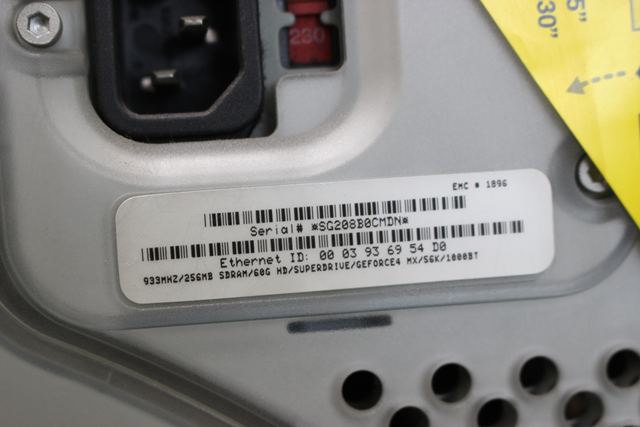 230
5"
30"
EMC # 1896
Serial# *SG208B0CMDN*
Ethernet ID: 00 03 93 69 54 D0
933MHZ/256MB SDRAM/60G HD/SUPERDRIVE/GEFORCE4 MX/56K/1000BT